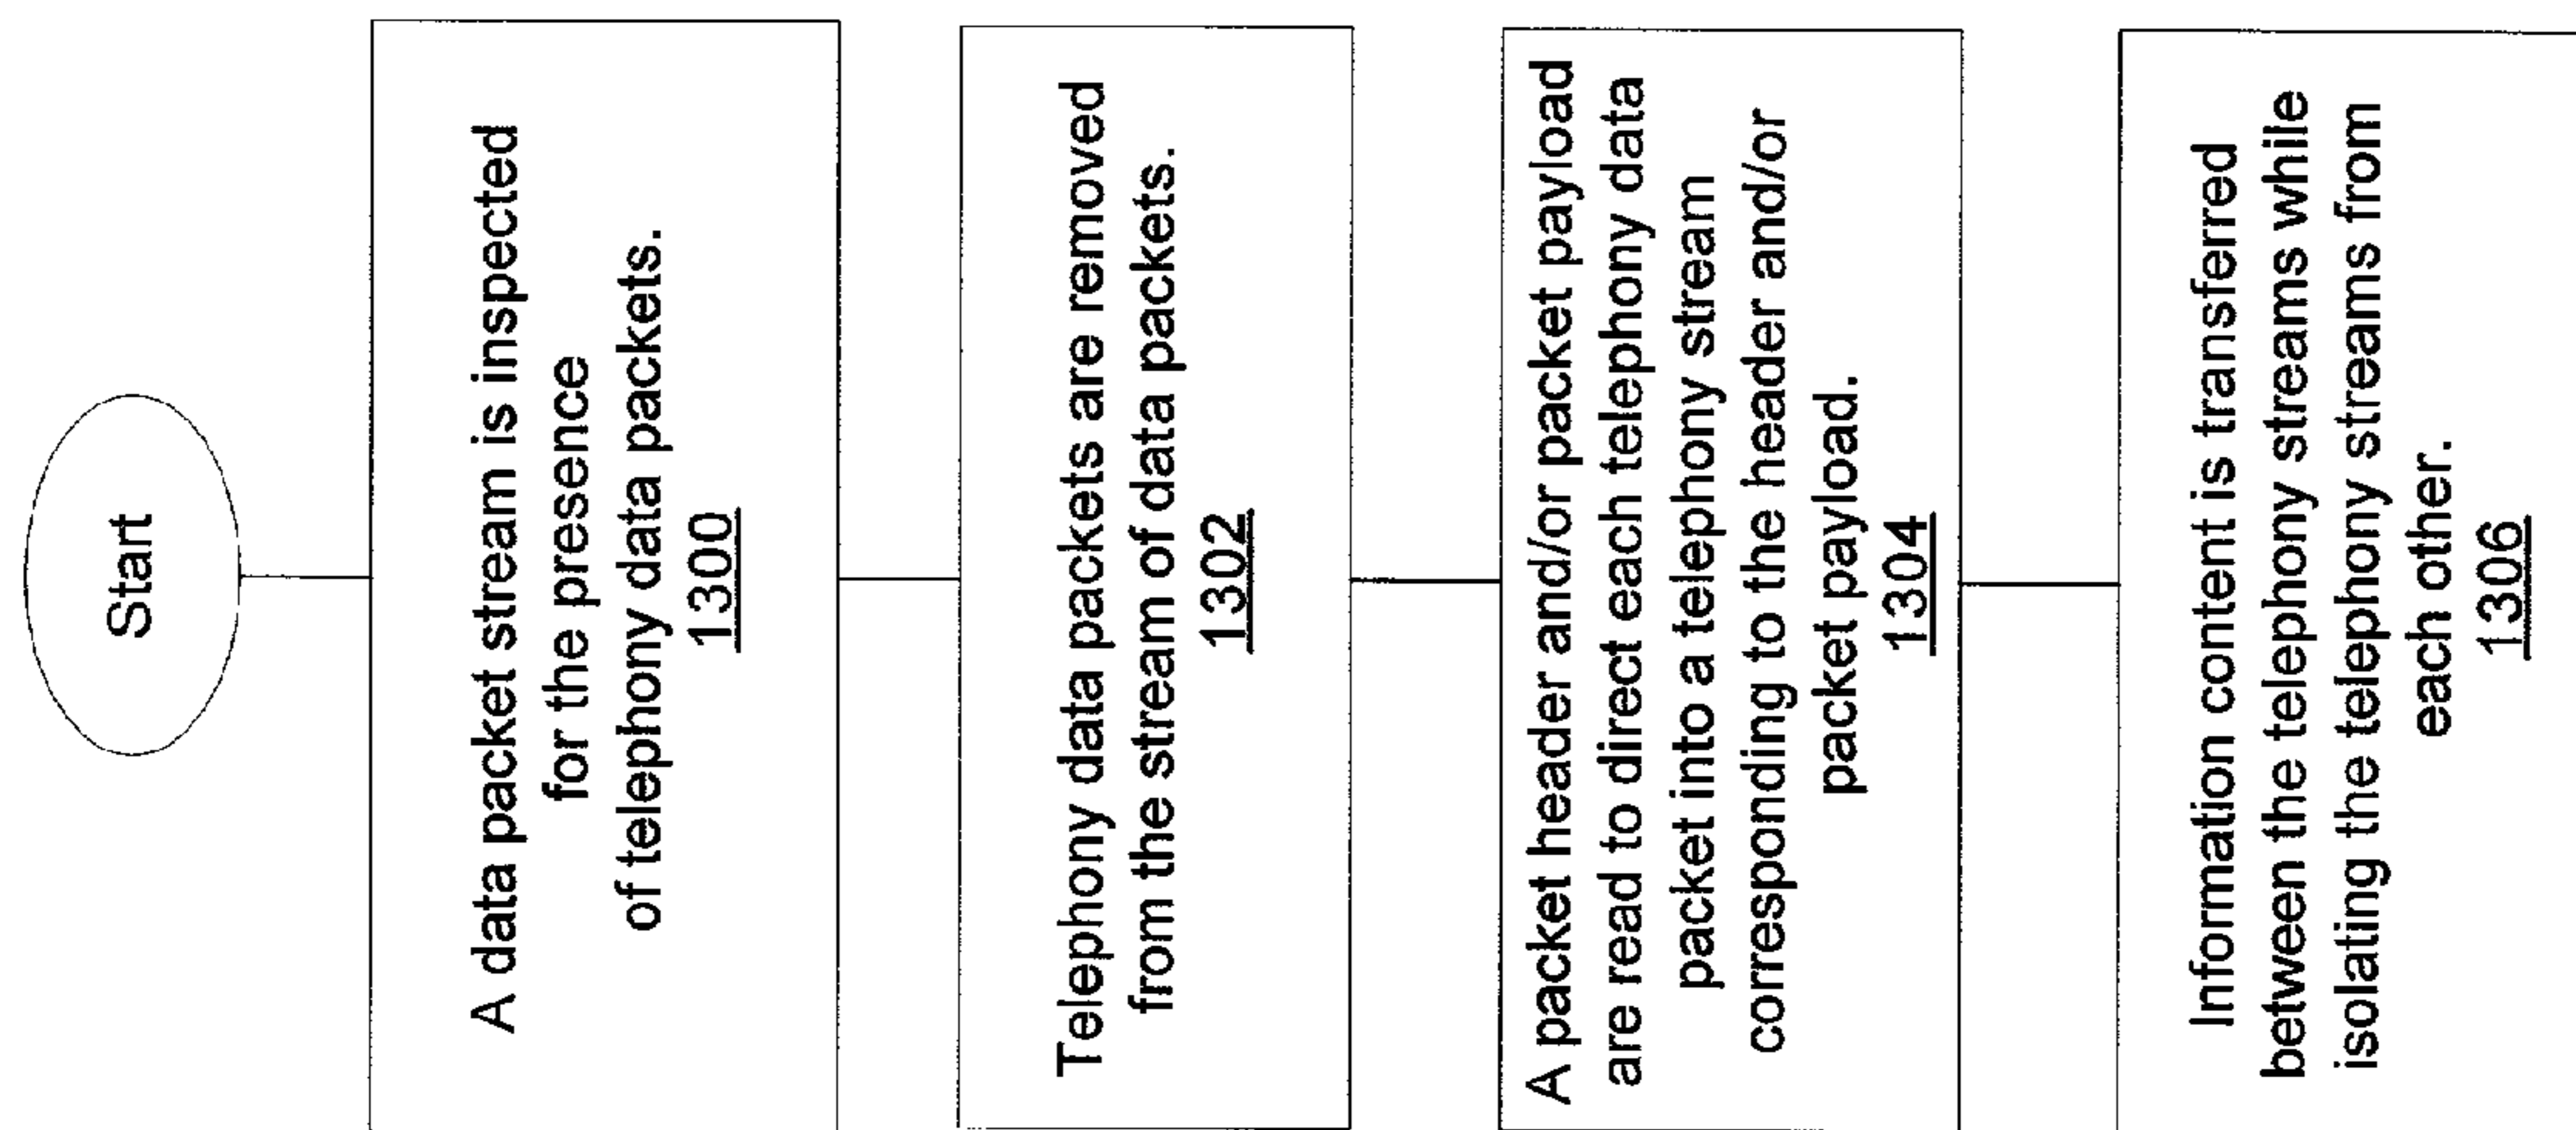 Start
A data packet stream is inspected
for the presence
of telephony data packets.
1300
Telephony data packets are removed
from the stream of data packets.
1302
A packet header and/or packet payload
are read to direct each telephony data
packet into a telephony stream
corresponding to the header and/or
packet payload.
1304
Information content is transferred
between the telephony streams while
isolating the telephony streams from
each other.
1306